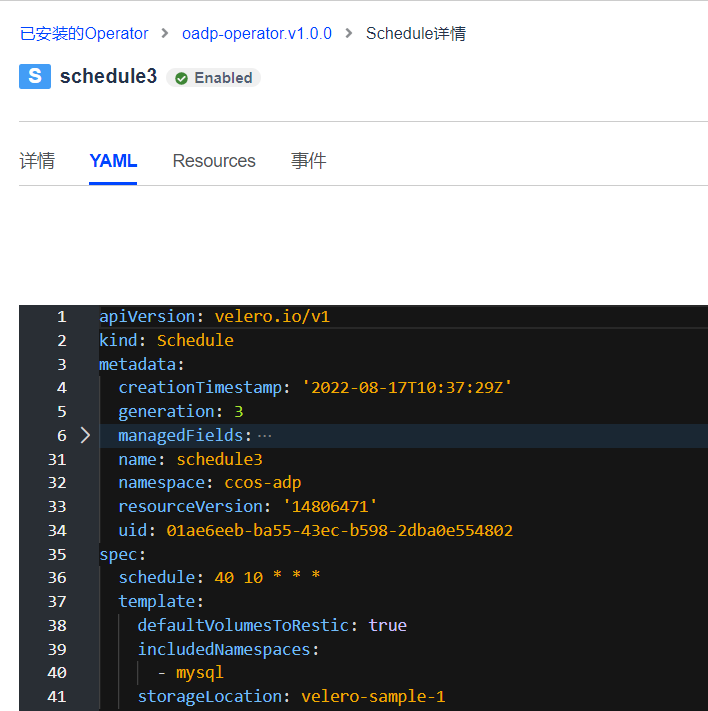 已安装的Operator > oadp-operator.v1.0.0 > Schedule详情
S schedule3 Enabled
详情 YAML Resources 事件
1 apiVersion: velero.io/v1
2 kind: Schedule
3 metadata:
4 creationTimestamp: '2022-08-17T10:37:29Z'
5 generation: 3
6 > managedFields: ···
31 name: schedule3
32 namespace: ccos-adp
33 resourceVersion: '14806471'
34 uid: 01ae6eeb-ba55-43ec-b598-2dba0e554802
35 spec:
36 schedule: 40 10 * * *
37 template:
38 defaultVolumesToRestic: true
39 includedNamespaces:
40 - mysql
41 storageLocation: velero-sample-1